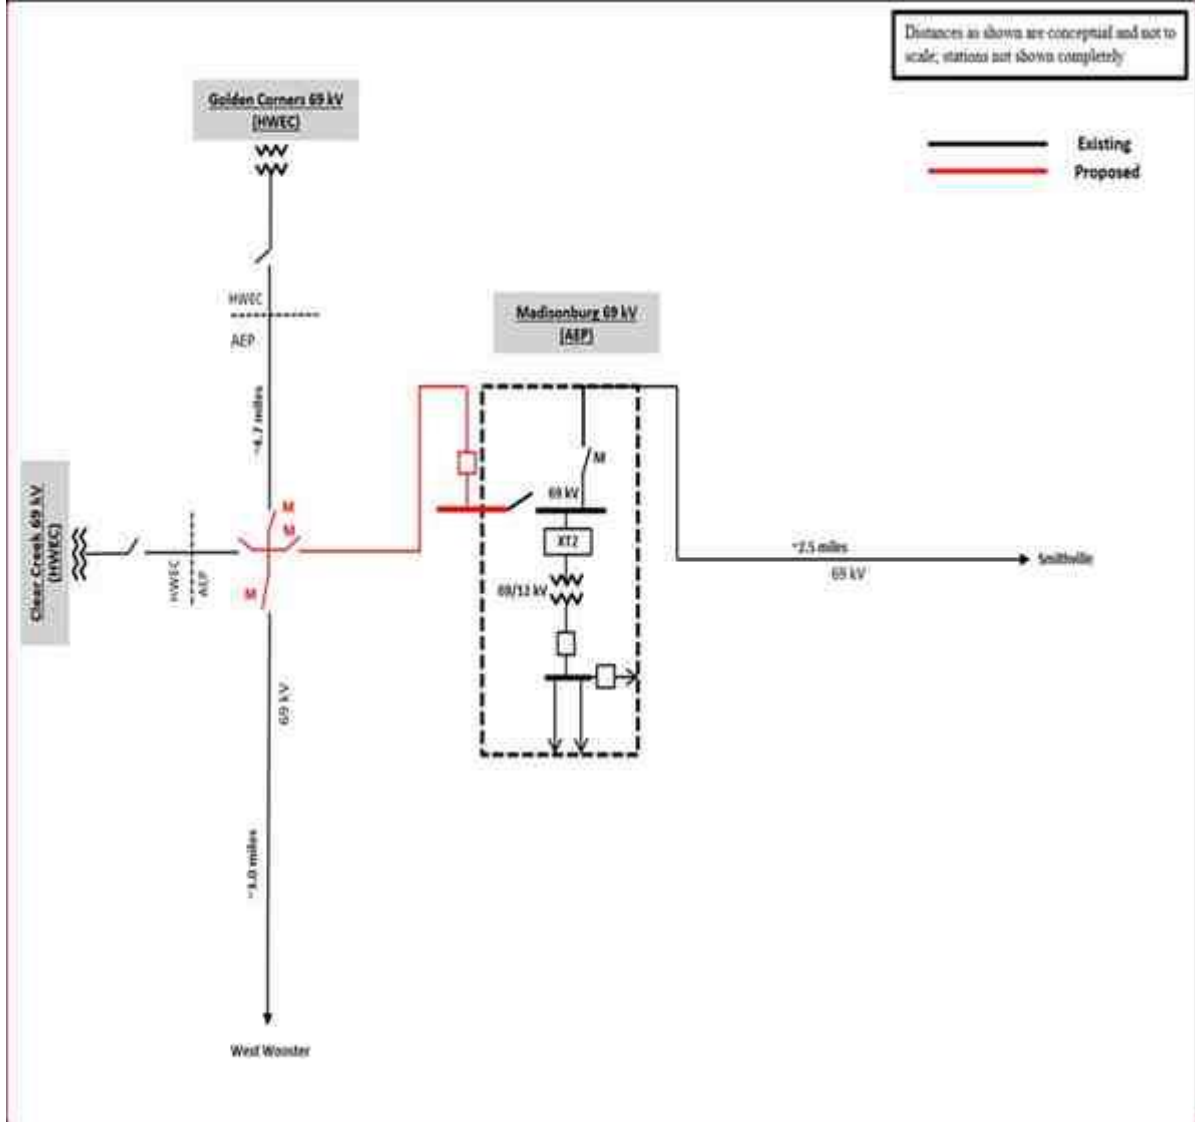 Distances as shown are conceptual and not to
scale; stations not shown completely
Golden Corners 69 kV
(HWEC)
Existing
Proposed
HWEC
AEP
Madisonburg 69 kV
(AEP)
~4.7 miles
M
69 kV
Clear Creek 69 kV
(HWEC)
M
M
XT2
~2.5 miles
69 kV
Smithville
HWEC
AEP
M
69/12 kV
69 kV
~3.0 miles
West Wooster